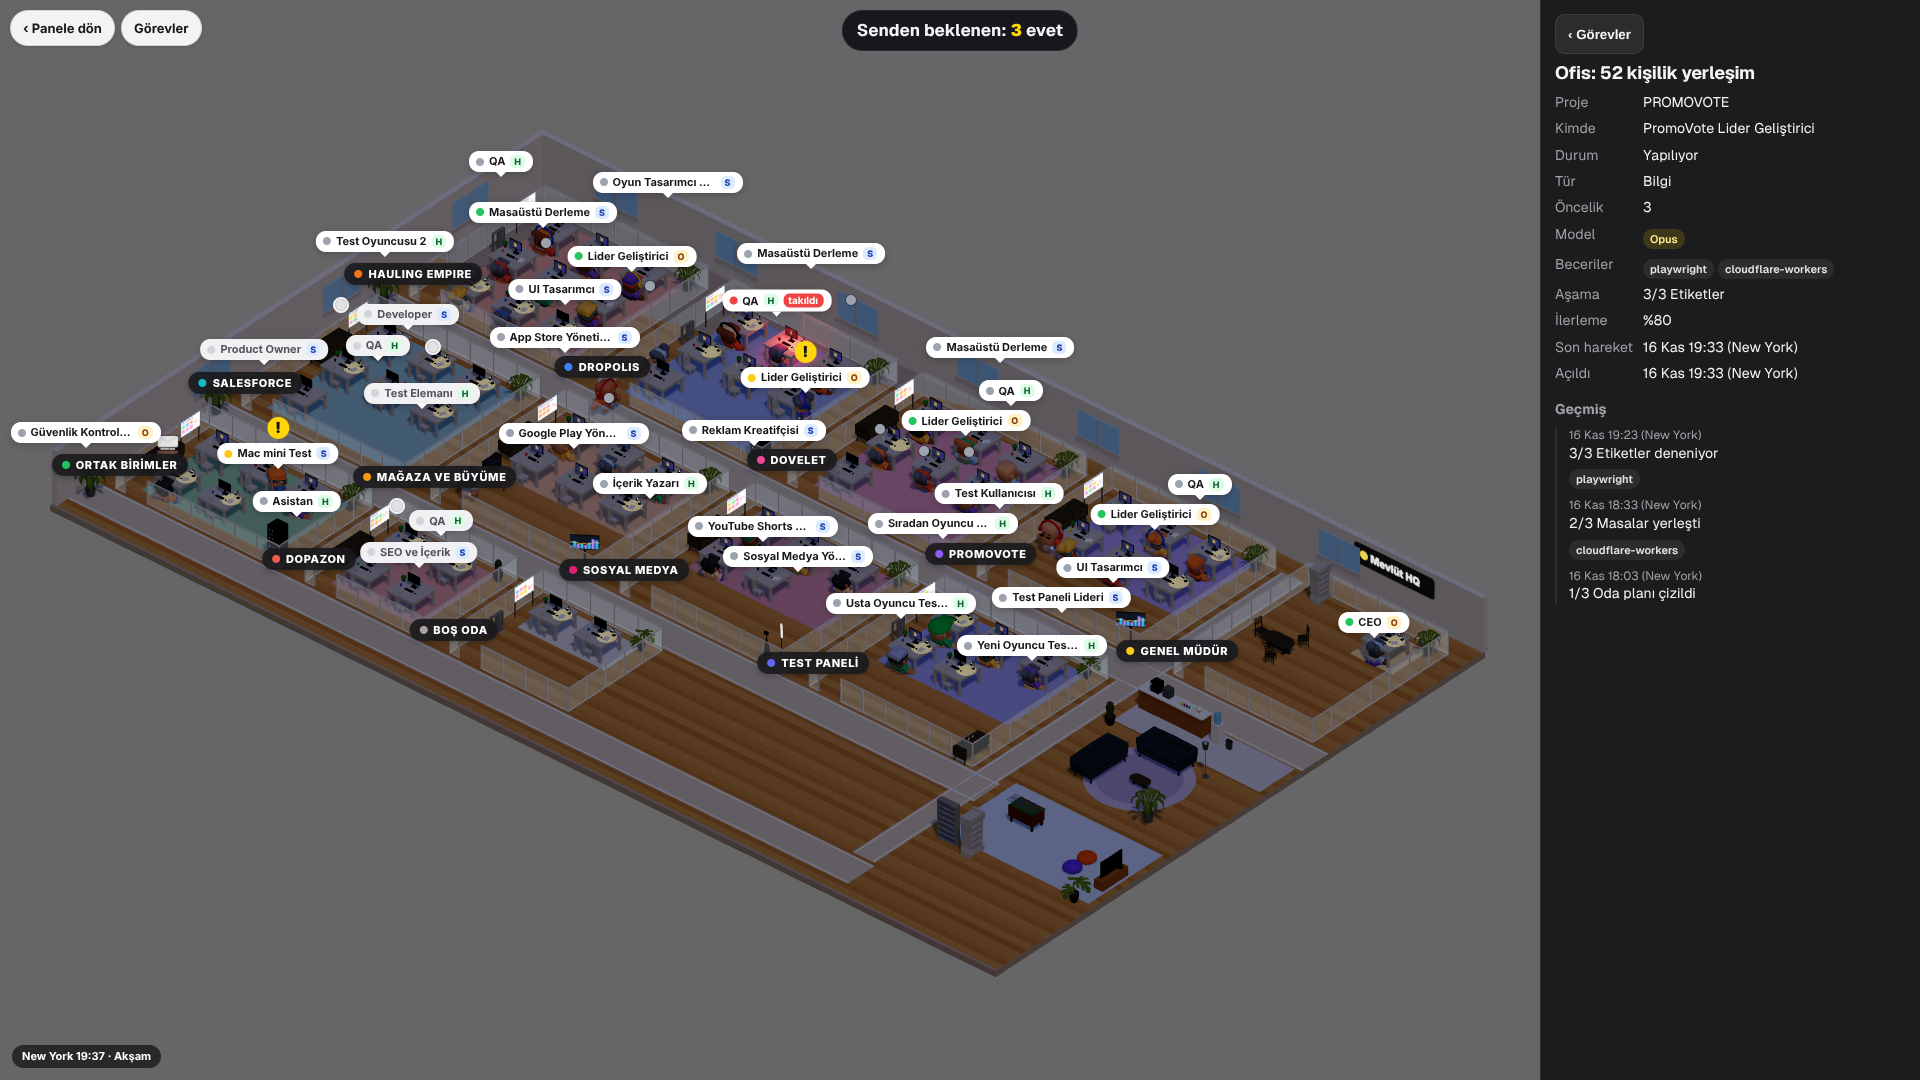 ‹ Panele dön
Görevler
Senden beklenen: 3 evet
QA H
Oyun Tasarımcı ... S
Masaüstü Derleme S
Test Oyuncusu 2 H
Lider Geliştirici O
Masaüstü Derleme S
HAULING EMPIRE
UI Tasarımcı S
QA H takıldı
Developer S
App Store Yöneti... S
QA H
Product Owner S
Masaüstü Derleme S
DROPOLIS
Lider Geliştirici O
SALESFORCE
Test Elemanı H
QA H
Lider Geliştirici O
Güvenlik Kontrol... O
Google Play Yön... S
Reklam Kreatifçisi S
Mac mini Test S
DOVELET
ORTAK BİRİMLER
MAĞAZA VE BÜYÜME
İçerik Yazarı H
QA H
Test Kullanıcısı H
Asistan H
Lider Geliştirici O
QA H
YouTube Shorts ... S
Sıradan Oyuncu ... H
SEO ve İçerik S
Sosyal Medya Yö... S
PROMOVOTE
DOPAZON
SOSYAL MEDYA
UI Tasarımcı S
Mevlüt HQ
Usta Oyuncu Tes... H
Test Paneli Lideri S
BOŞ ODA
CEO O
Yeni Oyuncu Tes... H
GENEL MÜDÜR
TEST PANELİ
New York 19:37 · Akşam
‹ Görevler
Ofis: 52 kişilik yerleşim
Proje PROMOVOTE
Kimde PromoVote Lider Geliştirici
Durum Yapılıyor
Tür Bilgi
Öncelik 3
Model Opus
Beceriler playwright cloudflare-workers
Aşama 3/3 Etiketler
İlerleme %80
Son hareket 16 Kas 19:33 (New York)
Açıldı 16 Kas 19:33 (New York)
Geçmiş
16 Kas 19:23 (New York)
3/3 Etiketler deneniyor
playwright
16 Kas 18:33 (New York)
2/3 Masalar yerleşti
cloudflare-workers
16 Kas 18:03 (New York)
1/3 Oda planı çizildi